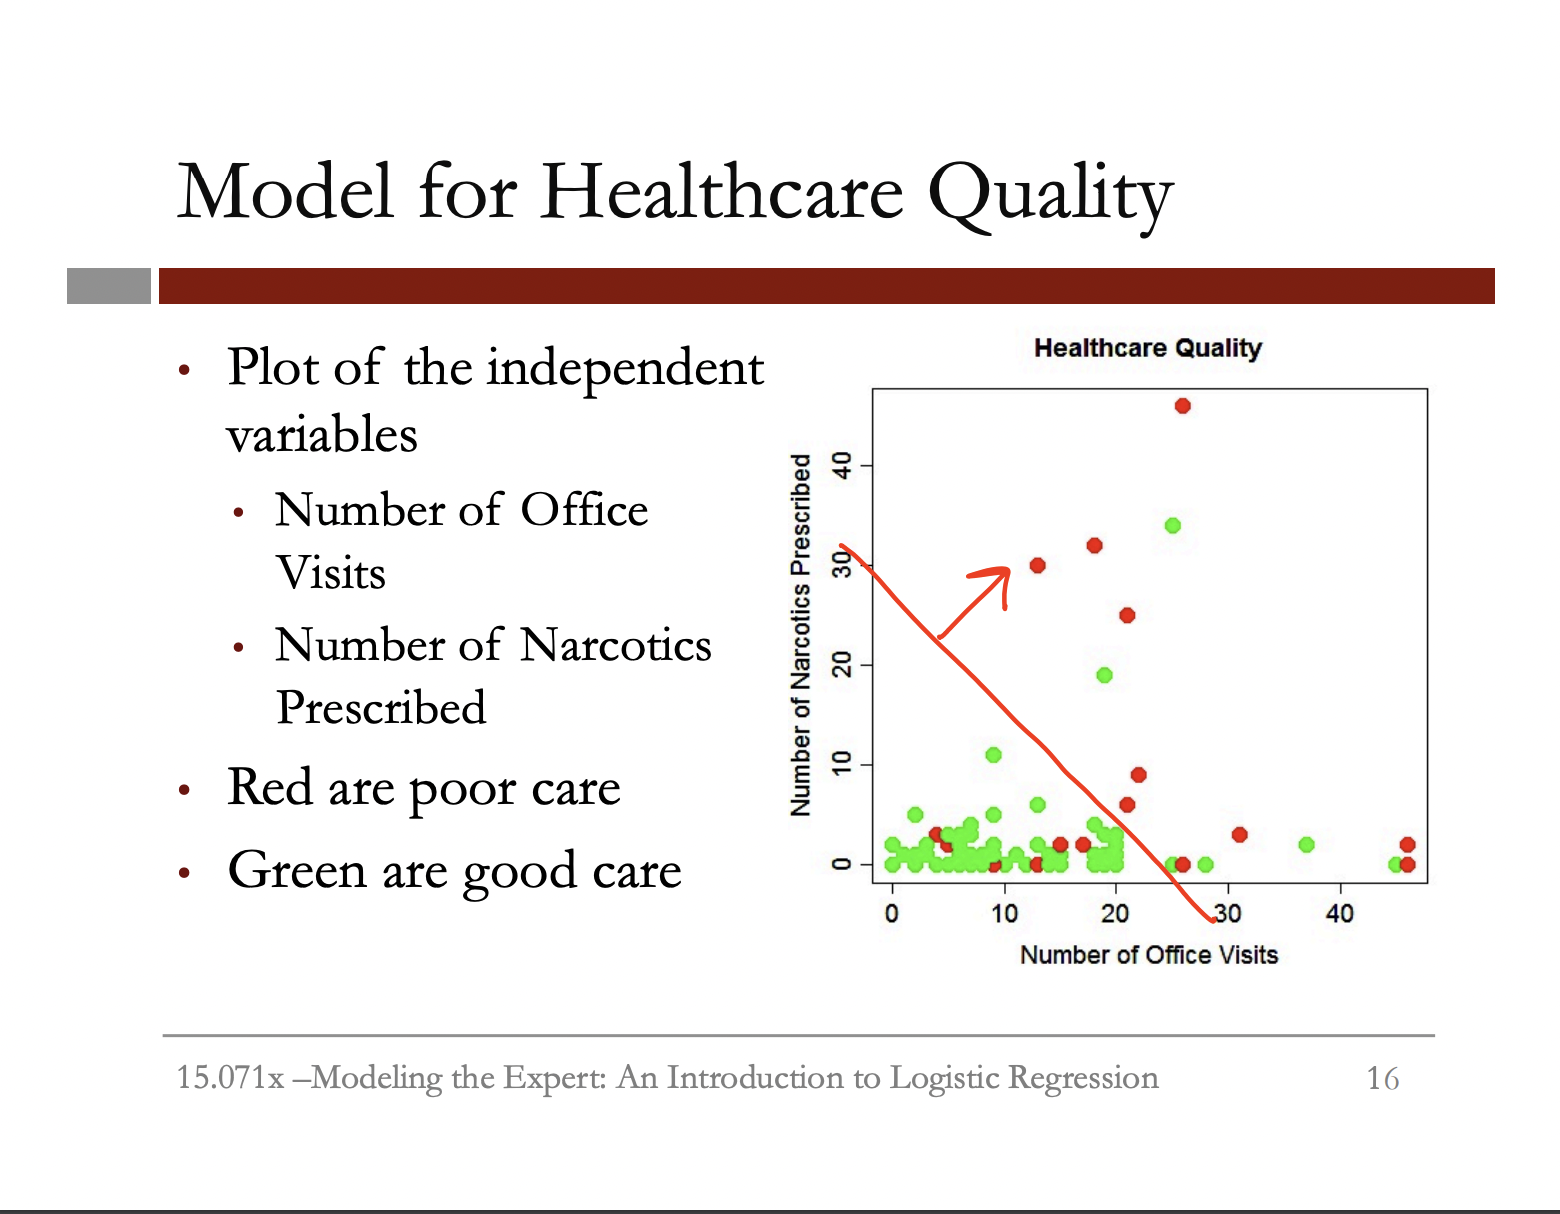 Model for Healthcare Quality
• Plot of the independent
variables
• Number of Office
Visits
• Number of Narcotics
Prescribed
• Red are poor care
• Green are good care
Healthcare Quality
Number of Narcotics Prescribed
40
30
20
10
0
0 10 20 30 40
Number of Office Visits
15.071x –Modeling the Expert: An Introduction to Logistic Regression 16